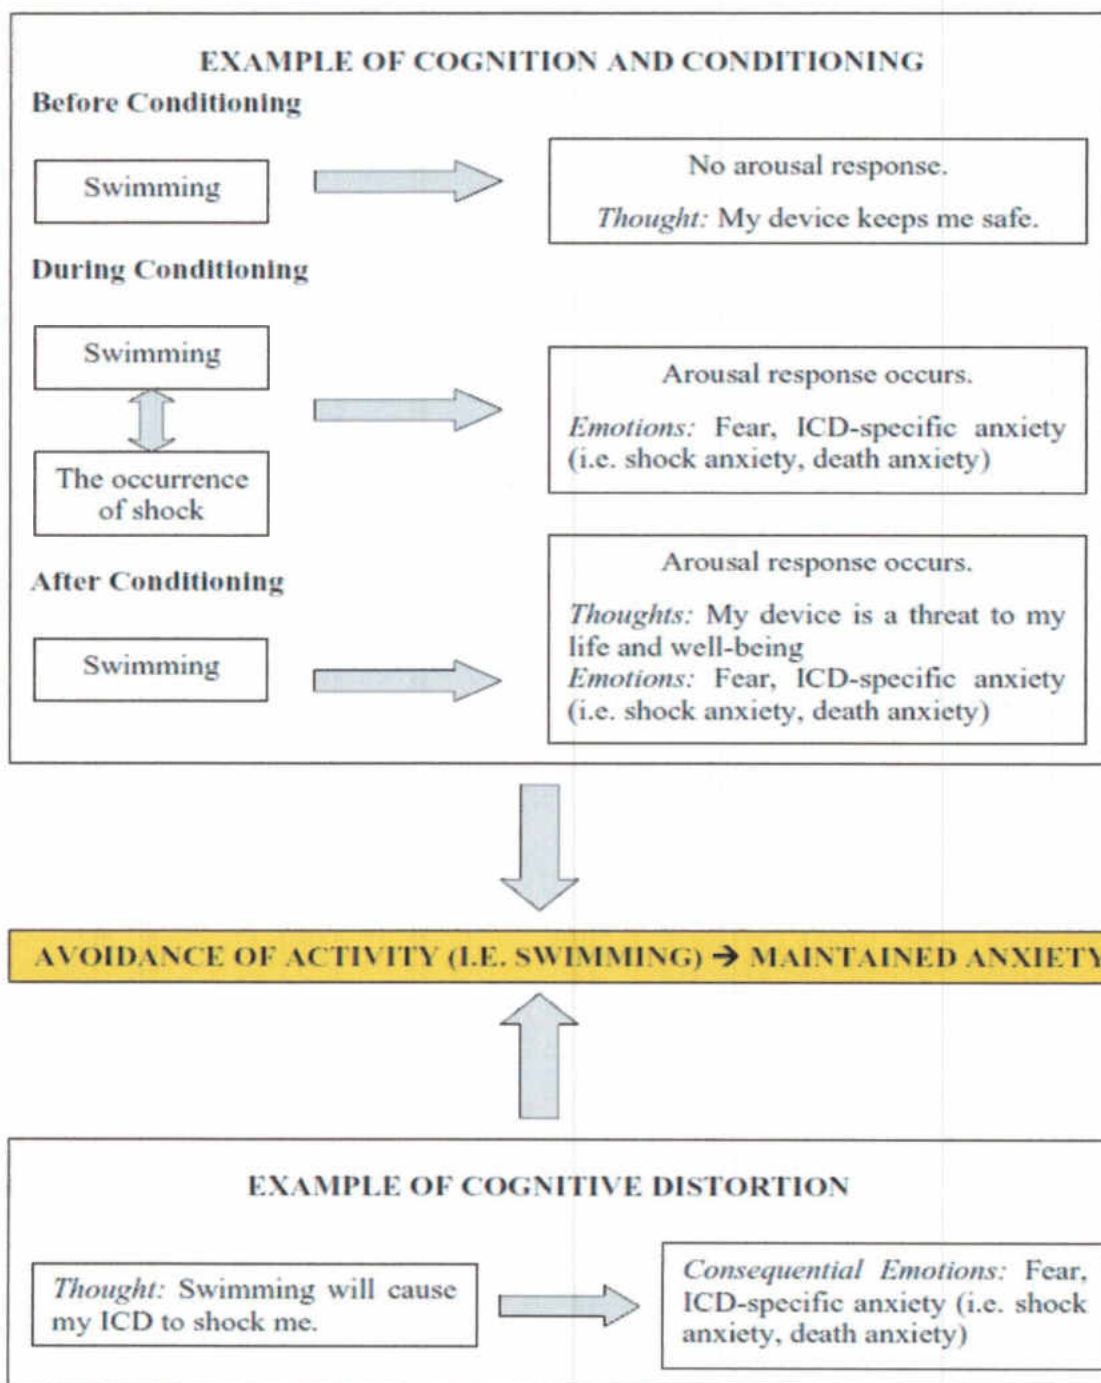 EXAMPLE OF COGNITION AND CONDITIONING
Before Conditioning
Swimming
No arousal response.
Thought: My device keeps me safe.
During Conditioning
Swimming
The occurrence
of shock
Arousal response occurs.
Emotions: Fear, ICD-specific anxiety
(i.e. shock anxiety, death anxiety)
After Conditioning
Swimming
Arousal response occurs.
Thoughts: My device is a threat to my
life and well-being
Emotions: Fear, ICD-specific anxiety
(i.e. shock anxiety, death anxiety)
AVOIDANCE OF ACTIVITY (I.E. SWIMMING) → MAINTAINED ANXIETY
EXAMPLE OF COGNITIVE DISTORTION
Thought: Swimming will cause
my ICD to shock me.
Consequential Emotions: Fear,
ICD-specific anxiety (i.e. shock
anxiety, death anxiety)